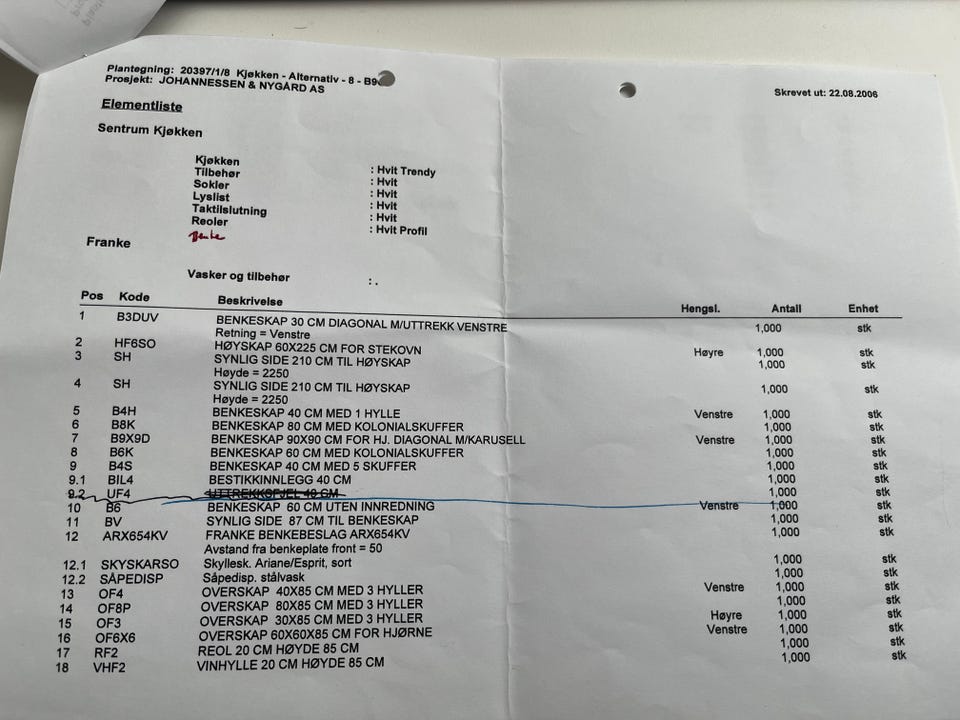 Plantegning: 20397/1/8 Kjøkken - Alternativ - 8 - B9
Prosjekt: JOHANNESSEN & NYGÅRD AS
Skrevet ut: 22.08.2006
Elementliste
Sentrum Kjøkken
Kjøkken : Hvit Trendy
Tilbehør : Hvit
Sokler : Hvit
Lyslist : Hvit
Taktilslutning : Hvit
Reoler : Hvit Profil
Benke
Franke
Vasker og tilbehør : .
Pos Kode Beskrivelse Hengsl. Antall Enhet
1 B3DUV BENKESKAP 30 CM DIAGONAL M/UTTREKK VENSTRE 1,000 stk
Retning = Venstre
2 HF6SO HØYSKAP 60X225 CM FOR STEKOVN Høyre 1,000 stk
3 SH SYNLIG SIDE 210 CM TIL HØYSKAP 1,000 stk
Høyde = 2250
4 SH SYNLIG SIDE 210 CM TIL HØYSKAP 1,000 stk
Høyde = 2250
5 B4H BENKESKAP 40 CM MED 1 HYLLE Venstre 1,000 stk
6 B8K BENKESKAP 80 CM MED KOLONIALSKUFFER 1,000 stk
7 B9X9D BENKESKAP 90X90 CM FOR HJ. DIAGONAL M/KARUSELL Venstre 1,000 stk
8 B6K BENKESKAP 60 CM MED KOLONIALSKUFFER 1,000 stk
9 B4S BENKESKAP 40 CM MED 5 SKUFFER 1,000 stk
9.1 BIL4 BESTIKKINNLEGG 40 CM 1,000 stk
9.2 UF4 UTTREKKSFJEL 40 CM 1,000 stk
10 B6 BENKESKAP 60 CM UTEN INNREDNING Venstre 1,000 stk
11 BV SYNLIG SIDE 87 CM TIL BENKESKAP 1,000 stk
12 ARX654KV FRANKE BENKEBESLAG ARX654KV 1,000 stk
Avstand fra benkeplate front = 50
12.1 SKYSKARSO Skyllesk. Ariane/Esprit, sort 1,000 stk
12.2 SÅPEDISP Såpedisp. stålvask 1,000 stk
13 OF4 OVERSKAP 40X85 CM MED 3 HYLLER Venstre 1,000 stk
14 OF8P OVERSKAP 80X85 CM MED 3 HYLLER 1,000 stk
15 OF3 OVERSKAP 30X85 CM MED 3 HYLLER Høyre 1,000 stk
16 OF6X6 OVERSKAP 60X60X85 CM FOR HJØRNE Venstre 1,000 stk
17 RF2 REOL 20 CM HØYDE 85 CM 1,000 stk
18 VHF2 VINHYLLE 20 CM HØYDE 85 CM 1,000 stk